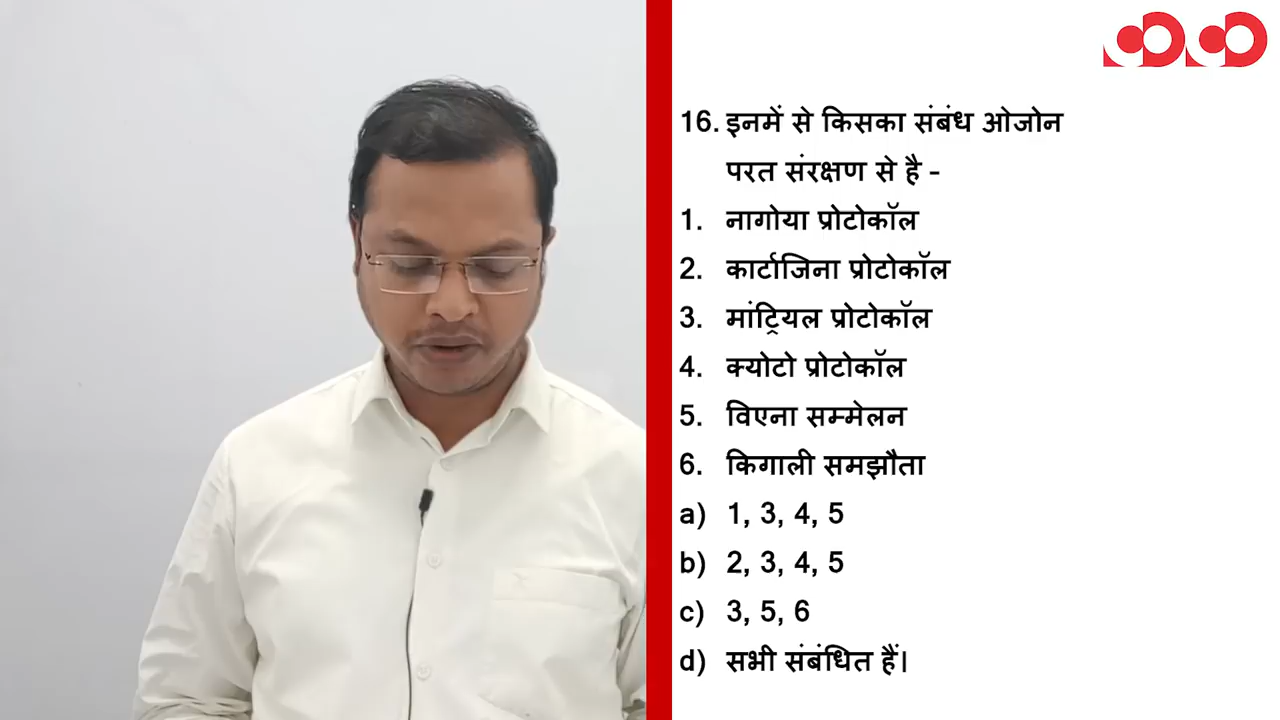 16. इनमें से किसका संबंध ओजोन
परत संरक्षण से है -
1. नागोया प्रोटोकॉल
2. कार्टाजिना प्रोटोकॉल
3. मांट्रियल प्रोटोकॉल
4. क्योटो प्रोटोकॉल
5. विएना सम्मेलन
6. किगाली समझौता
a) 1, 3, 4, 5
b) 2, 3, 4, 5
c) 3, 5, 6
d) सभी संबंधित हैं।